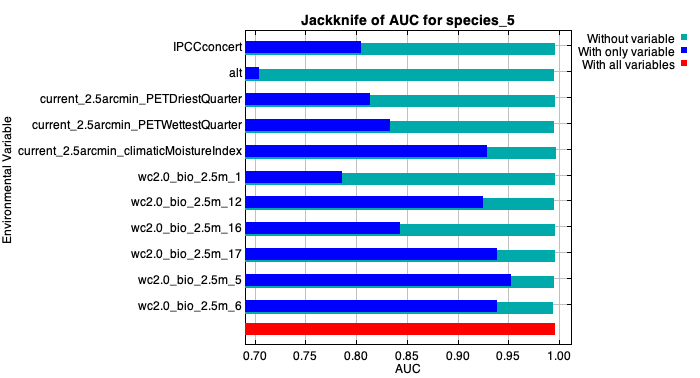 Jackknife of AUC for species_5
Without variable
With only variable
With all variables
Environmental Variable
IPCCconcert
alt
current_2.5arcmin_PETDriestQuarter
current_2.5arcmin_PETWettestQuarter
current_2.5arcmin_climaticMoistureIndex
wc2.0_bio_2.5m_1
wc2.0_bio_2.5m_12
wc2.0_bio_2.5m_16
wc2.0_bio_2.5m_17
wc2.0_bio_2.5m_5
wc2.0_bio_2.5m_6
0.70 0.75 0.80 0.85 0.90 0.95 1.00
AUC